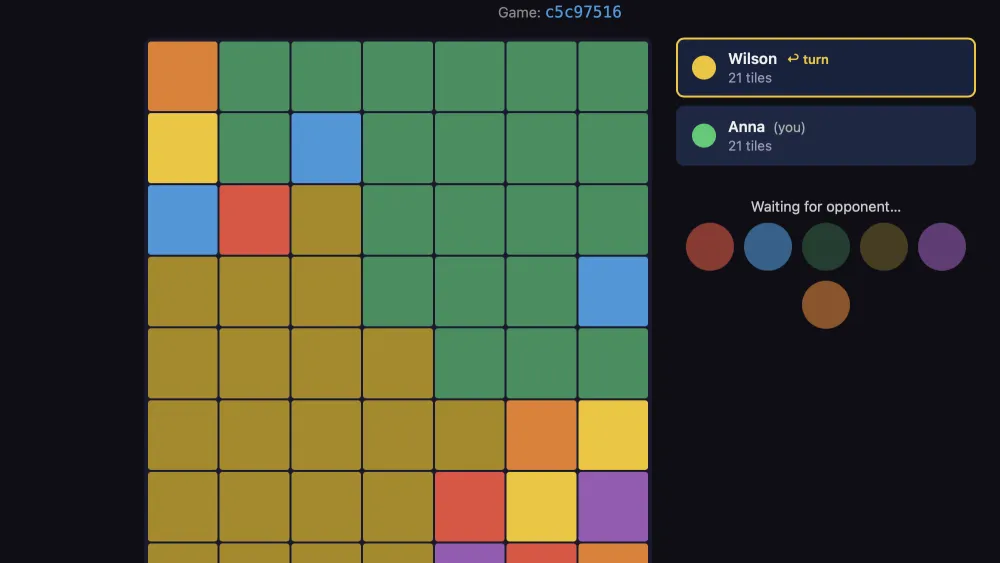 Game: c5c97516
Wilson ↩ turn
21 tiles
Anna (you)
21 tiles
Waiting for opponent...